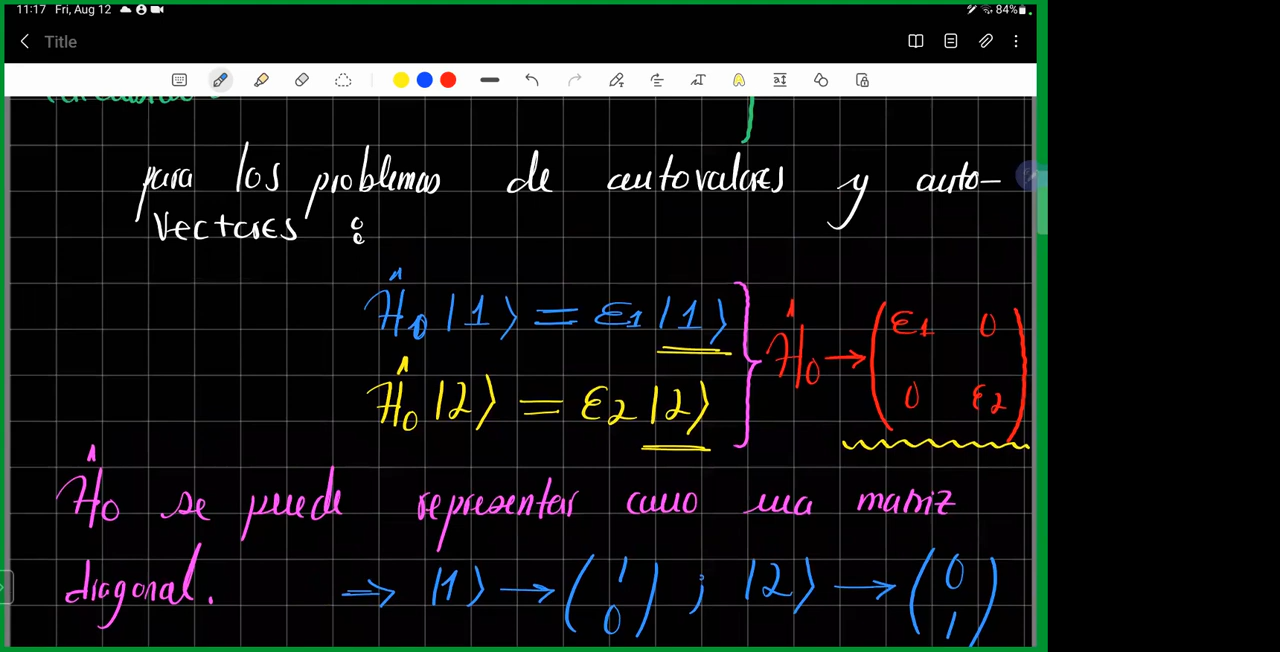 11:17 Fri, Aug 12
84%
Title
para los problemas de autovalores y auto-
vectores :
Ĥ₀ |1⟩ = ε₁ |1⟩
Ĥ₀ |2⟩ = ε₂ |2⟩
Ĥ₀ → ( ε₁ 0
0 ε₂ )
Ĥ₀ se puede representar como una matriz
diagonal. ⇒ |1⟩ → (1 0) ; |2⟩ → (0 1)